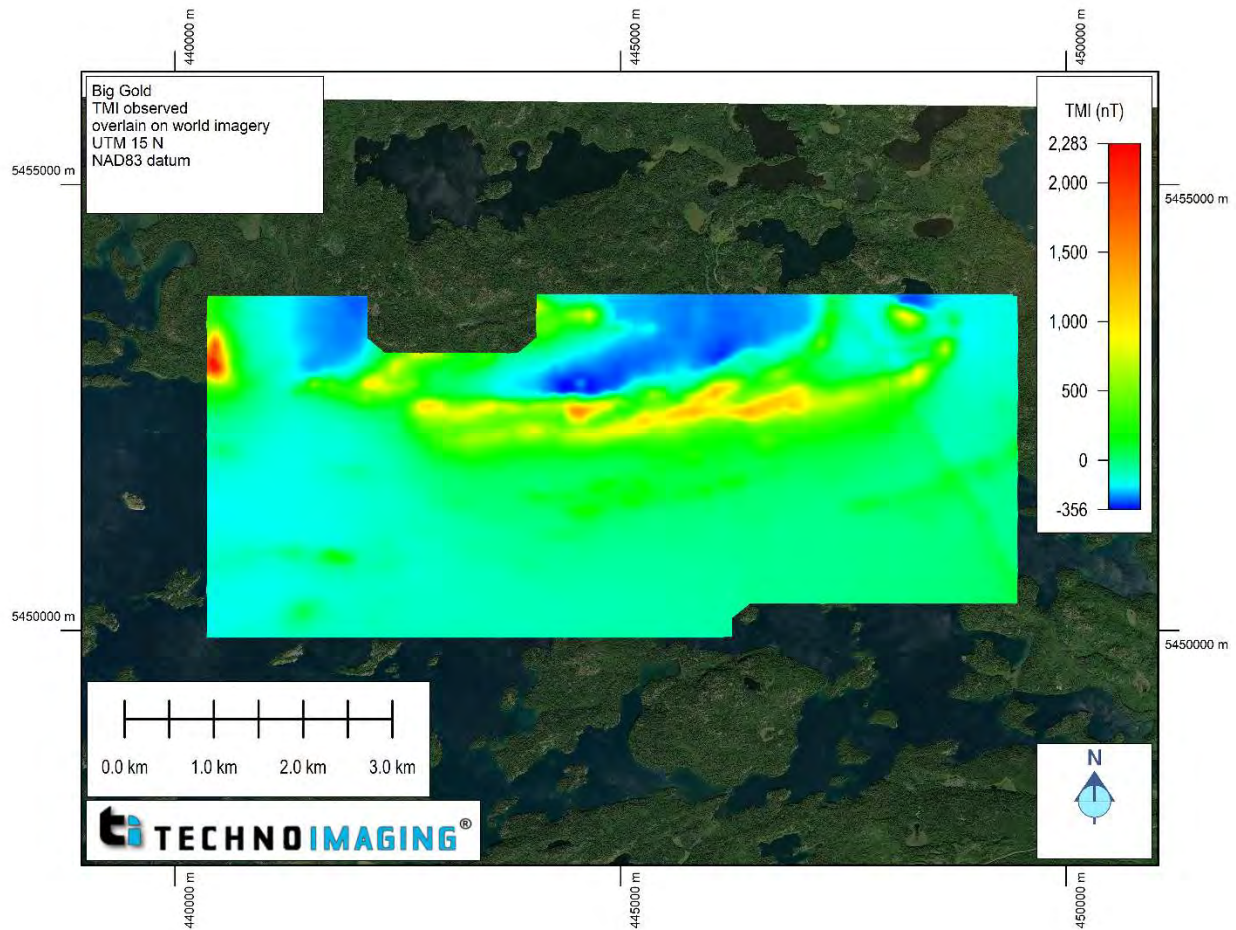 440000 m
445000 m
450000 m
Big Gold
TMI observed
overlain on world imagery
UTM 15 N
NAD83 datum
TMI (nT)
2,283
2,000
1,500
1,000
500
0
-356
5455000 m
5455000 m
5450000 m
5450000 m
0.0 km 1.0 km 2.0 km 3.0 km
N
ti TECHNOIMAGING®
440000 m
445000 m
450000 m